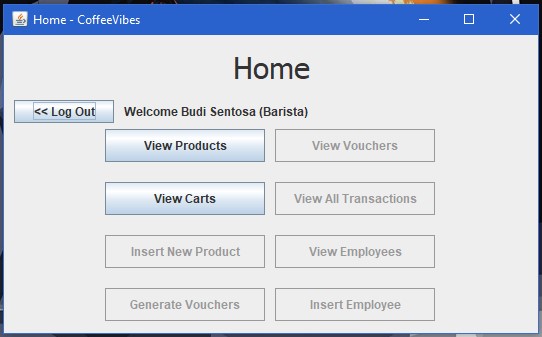 Home - CoffeeVibes
Home
<< Log Out Welcome Budi Sentosa (Barista)
View Products View Vouchers
View Carts View All Transactions
Insert New Product View Employees
Generate Vouchers Insert Employee